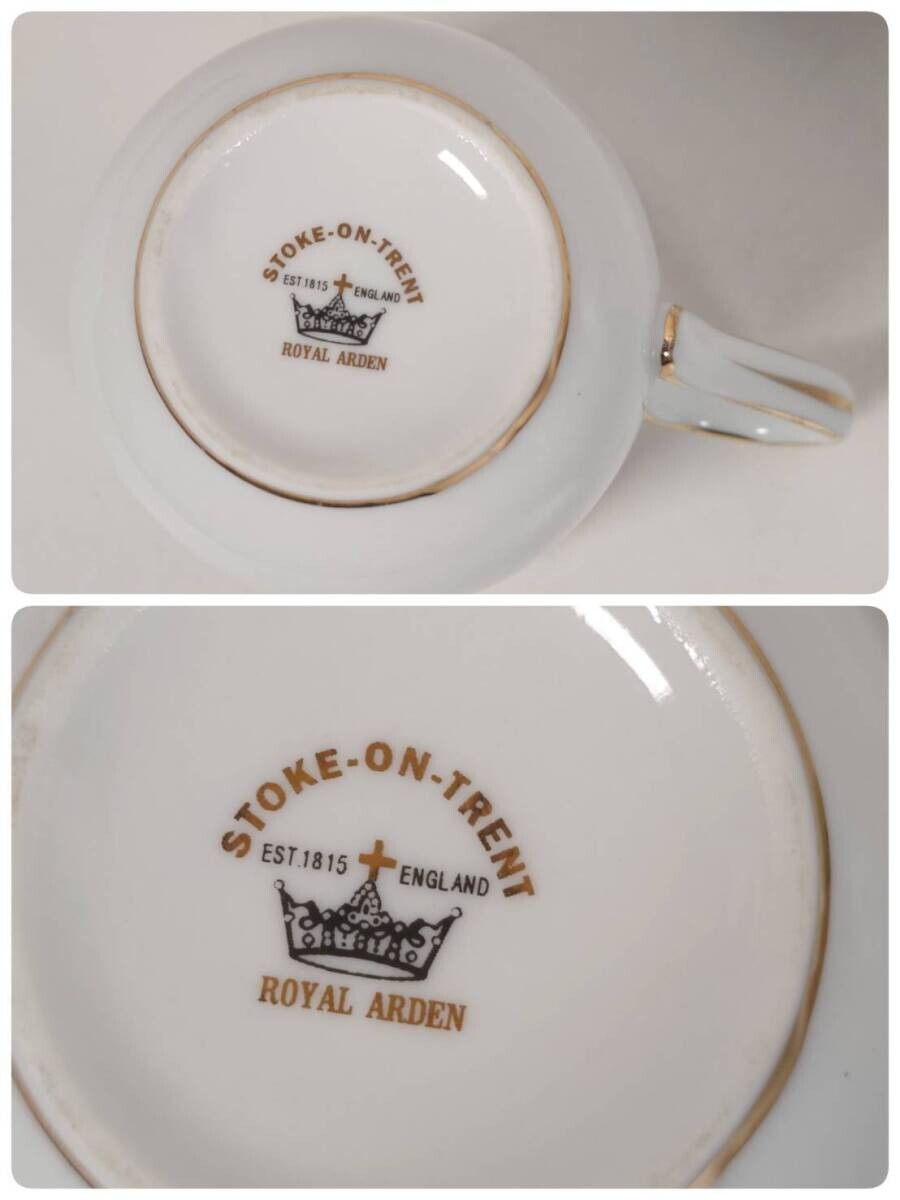 STOKE-ON-TRENT
EST.1815 ENGLAND
ROYAL ARDEN
STOKE-ON-TRENT
EST.1815 ENGLAND
ROYAL ARDEN